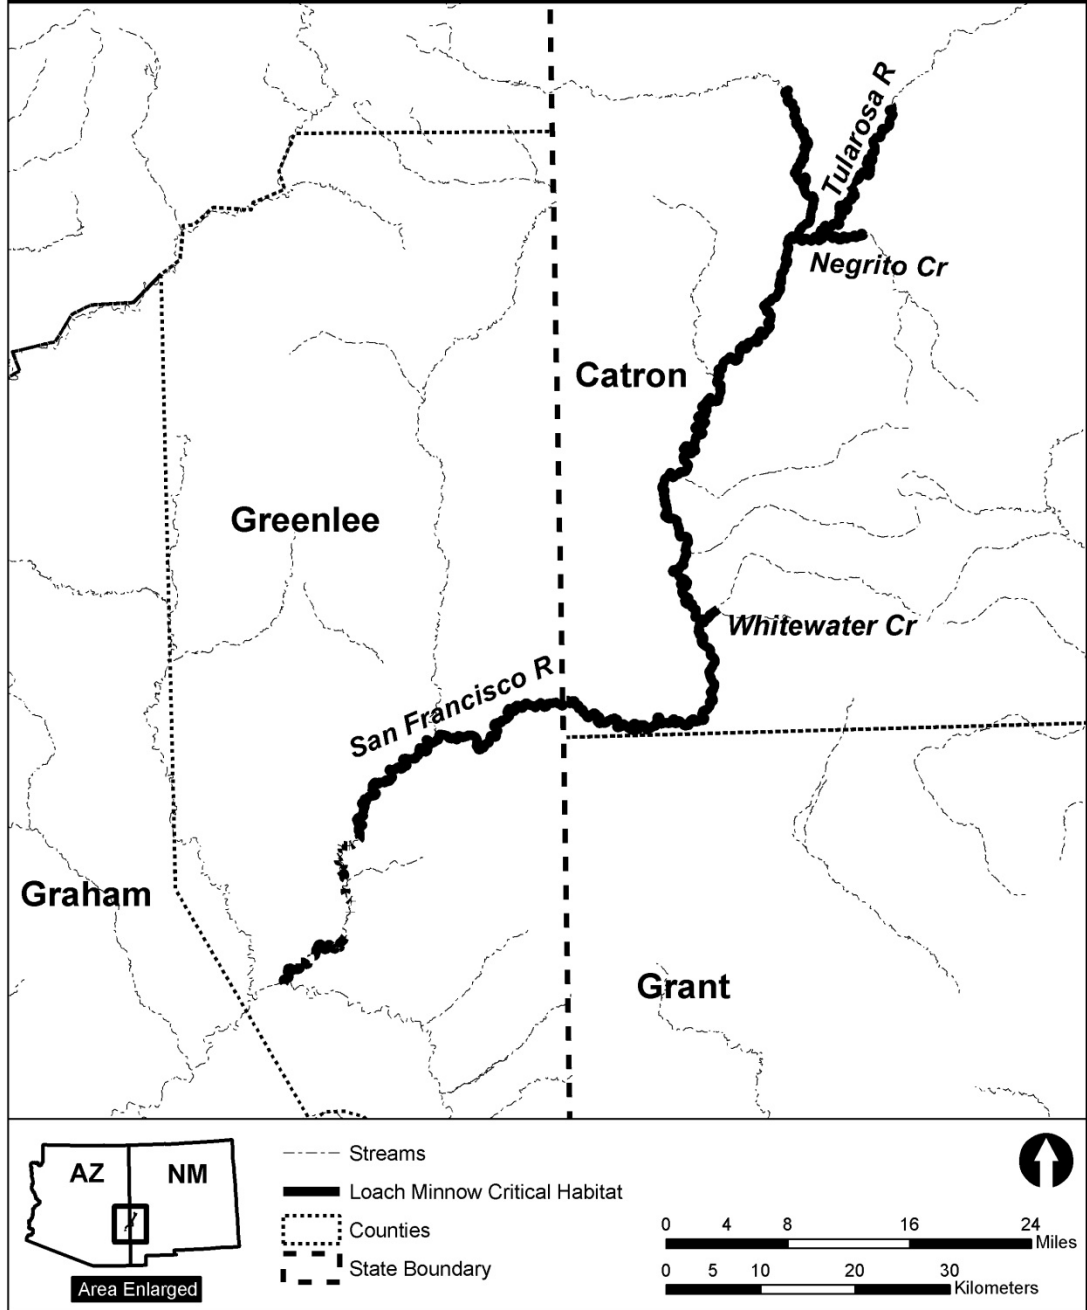 Tularosa R
Negrito Cr
Catron
Greenlee
Whitewater Cr
San Francisco R
Graham
Grant
AZ
NM
Area Enlarged
Streams
Loach Minnow Critical Habitat
Counties
State Boundary
0 4 8 16 24
Miles
0 5 10 20 30
Kilometers